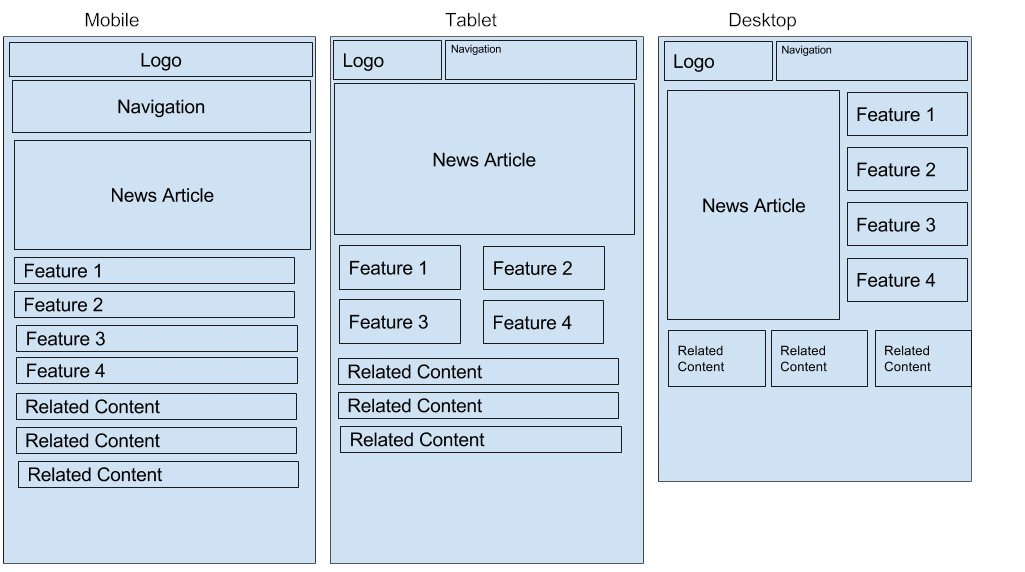 Mobile
Logo
Navigation
News Article
Feature 1
Feature 2
Feature 3
Feature 4
Related Content
Related Content
Related Content
Tablet
Logo
Navigation
News Article
Feature 1
Feature 2
Feature 3
Feature 4
Related Content
Related Content
Related Content
Desktop
Logo
Navigation
News Article
Feature 1
Feature 2
Feature 3
Feature 4
Related
Content
Related
Content
Related
Content